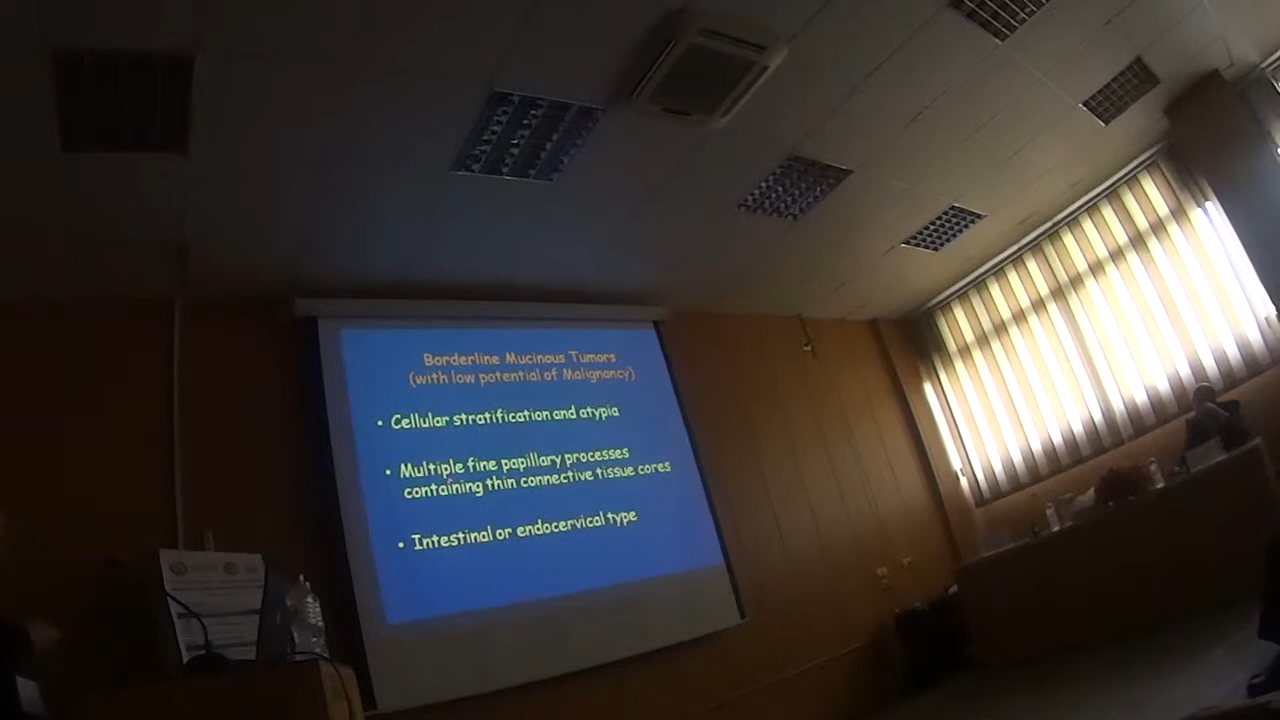 Borderline Mucinous Tumors
(with low potential of Malignancy)
• Cellular stratification and atypia
• Multiple fine papillary processes
containing thin connective tissue cores
• Intestinal or endocervical type